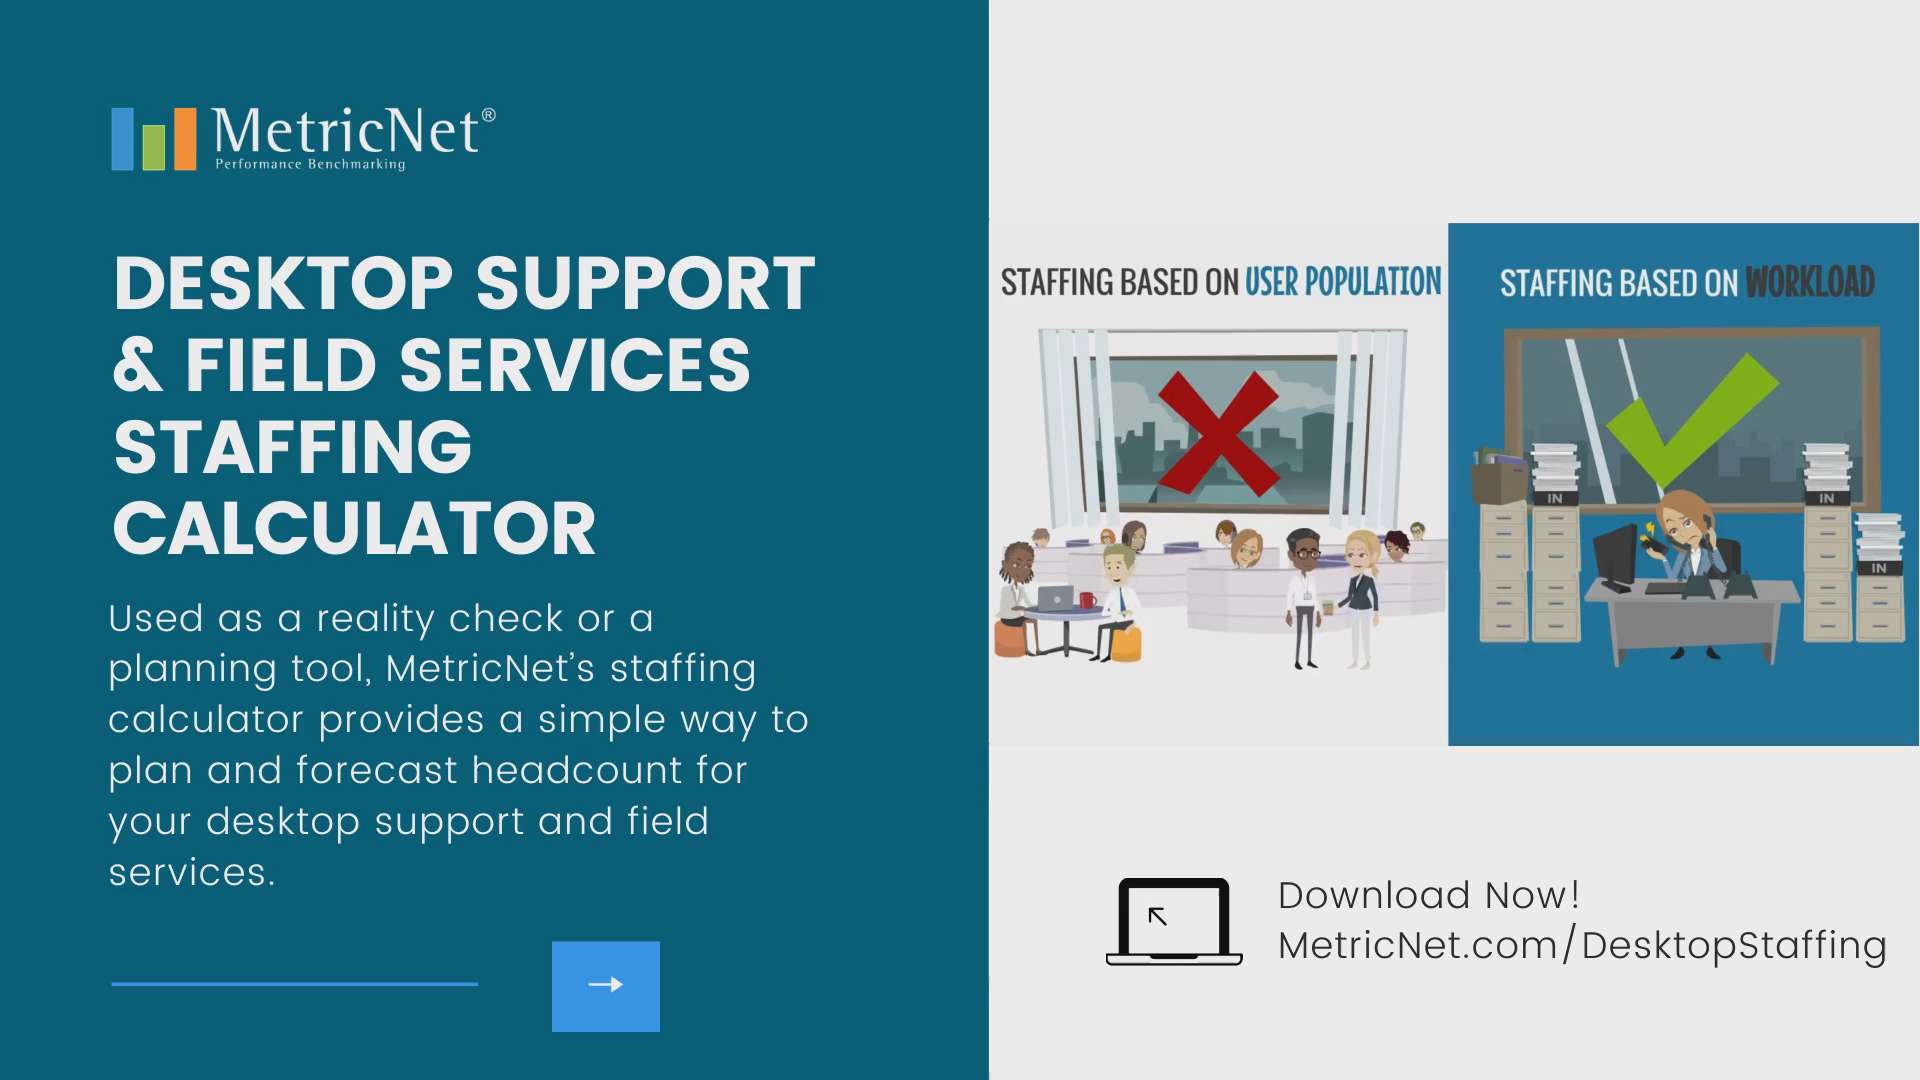 MetricNet®
Performance Benchmarking
DESKTOP SUPPORT
& FIELD SERVICES
STAFFING
CALCULATOR
Used as a reality check or a
planning tool, MetricNet’s staffing
calculator provides a simple way to
plan and forecast headcount for
your desktop support and field
services.
STAFFING BASED ON USER POPULATION
STAFFING BASED ON WORKLOAD
IN
IN
IN
Download Now!
MetricNet.com/DesktopStaffing